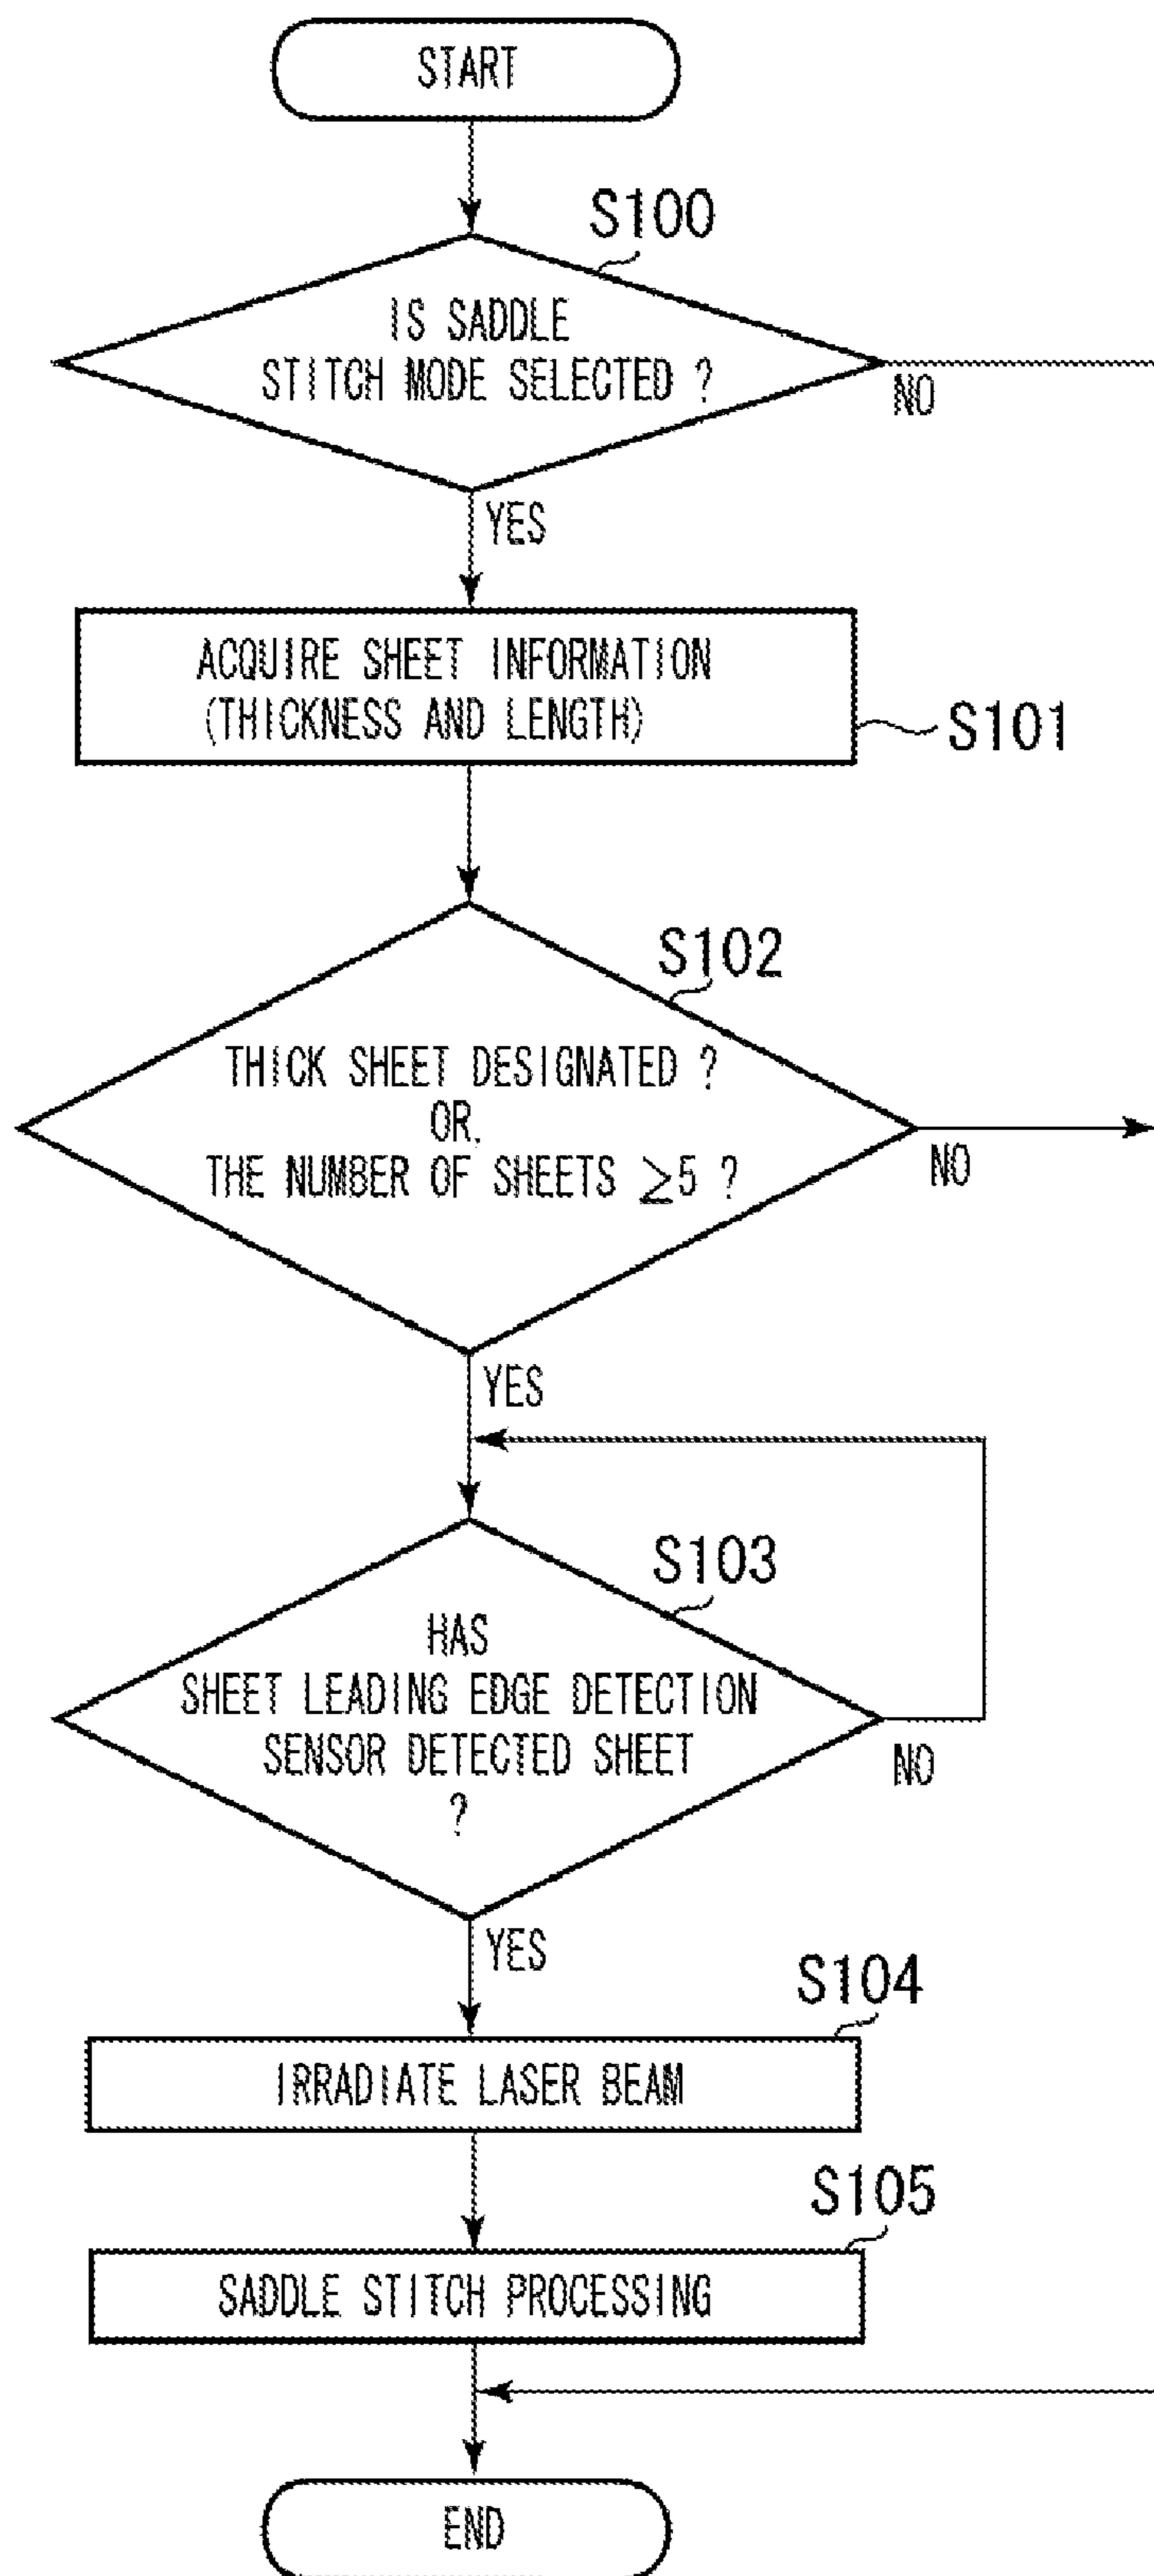 START
S100
IS SADDLE
STITCH MODE SELECTED ?
NO
YES
ACQUIRE SHEET INFORMATION
(THICKNESS AND LENGTH)
S101
S102
THICK SHEET DESIGNATED ?
OR,
THE NUMBER OF SHEETS ≥5 ?
NO
YES
S103
HAS
SHEET LEADING EDGE DETECTION
SENSOR DETECTED SHEET
?
NO
YES
S104
IRRADIATE LASER BEAM
S105
SADDLE STITCH PROCESSING
END